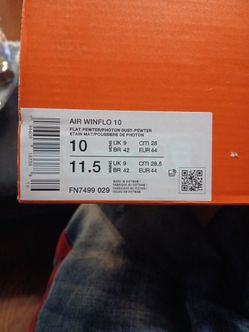 AIR WINFLO 10
FLAT PEWTER/PHOTON DUST-PEWTER
ETAIN MAT/POUSSIERE DE PHOTON
10 MENS UK 9 CM 28
BR 42 EUR 44
11.5 UK 9 CM 28.5
BR 42 EUR 44
FN7499 029
MADE IN VIETNAM